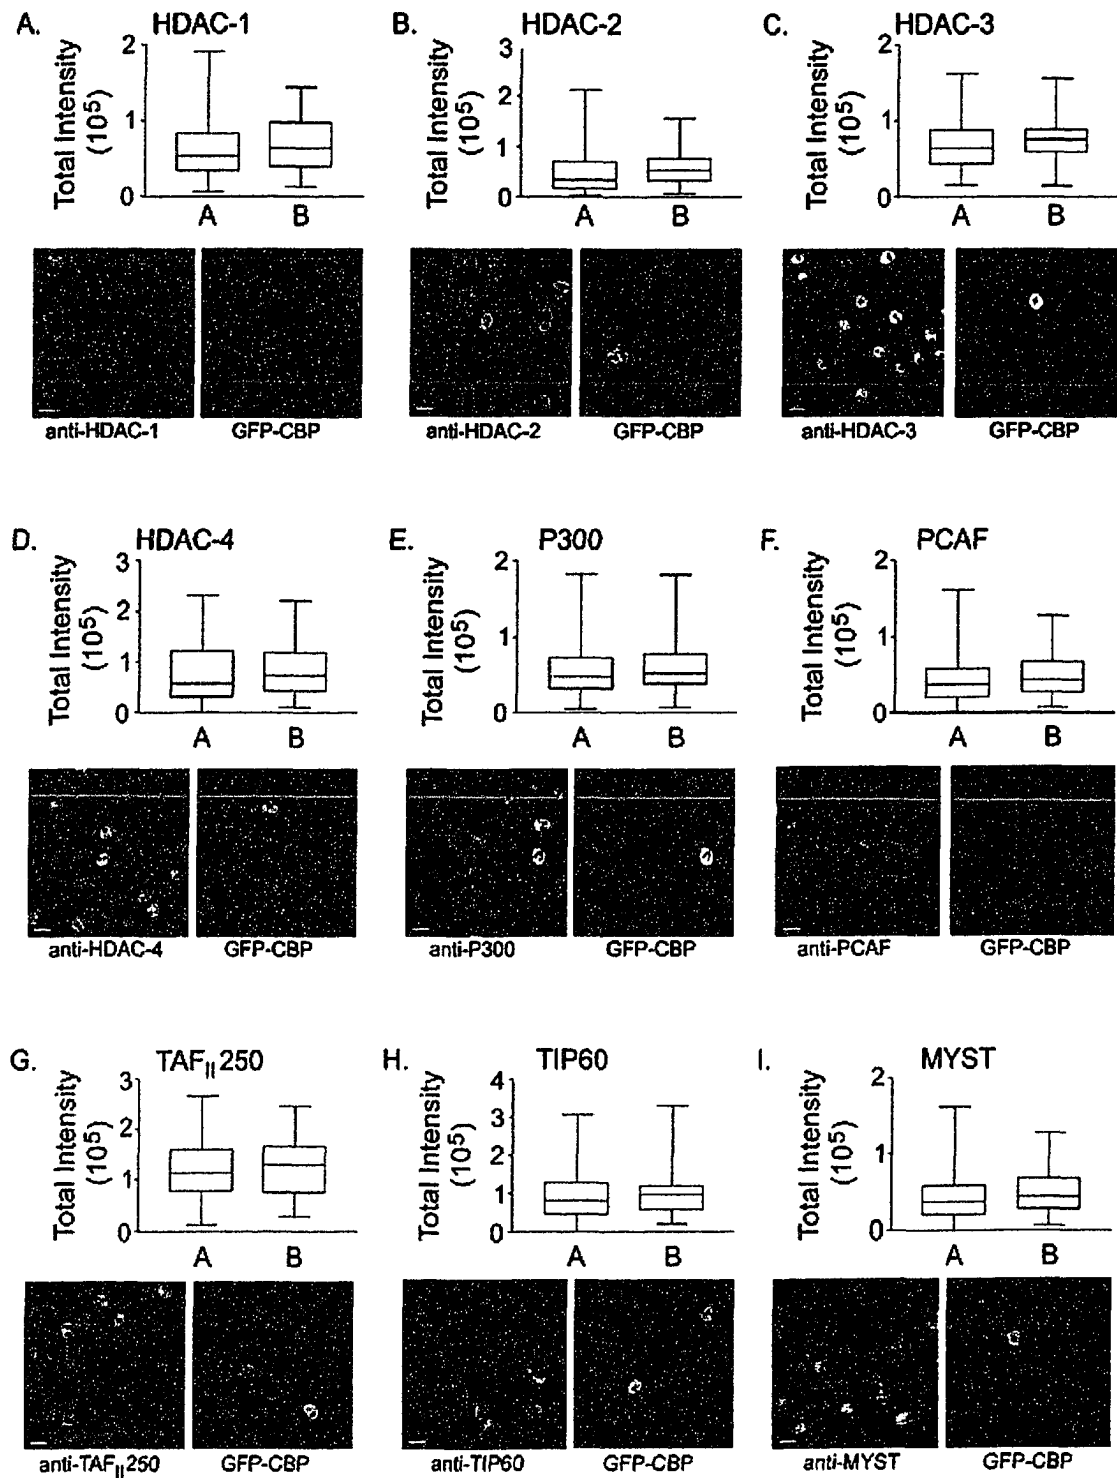 A. HDAC-1
Total Intensity
(10⁵)
2
1
0
A B
anti-HDAC-1 GFP-CBP
B. HDAC-2
Total Intensity
(10⁵)
3
2
1
0
A B
anti-HDAC-2 GFP-CBP
C. HDAC-3
Total Intensity
(10⁵)
2
1
0
A B
anti-HDAC-3 GFP-CBP
D. HDAC-4
Total Intensity
(10⁵)
3
2
1
0
A B
anti-HDAC-4 GFP-CBP
E. P300
Total Intensity
(10⁵)
2
1
0
A B
anti-P300 GFP-CBP
F. PCAF
Total Intensity
(10⁵)
2
1
0
A B
anti-PCAF GFP-CBP
G. TAF_II 250
Total Intensity
(10⁵)
3
2
1
0
A B
anti-TAF_II 250 GFP-CBP
H. TIP60
Total Intensity
(10⁵)
4
3
2
1
0
A B
anti-TIP60 GFP-CBP
I. MYST
Total Intensity
(10⁵)
2
1
0
A B
anti-MYST GFP-CBP